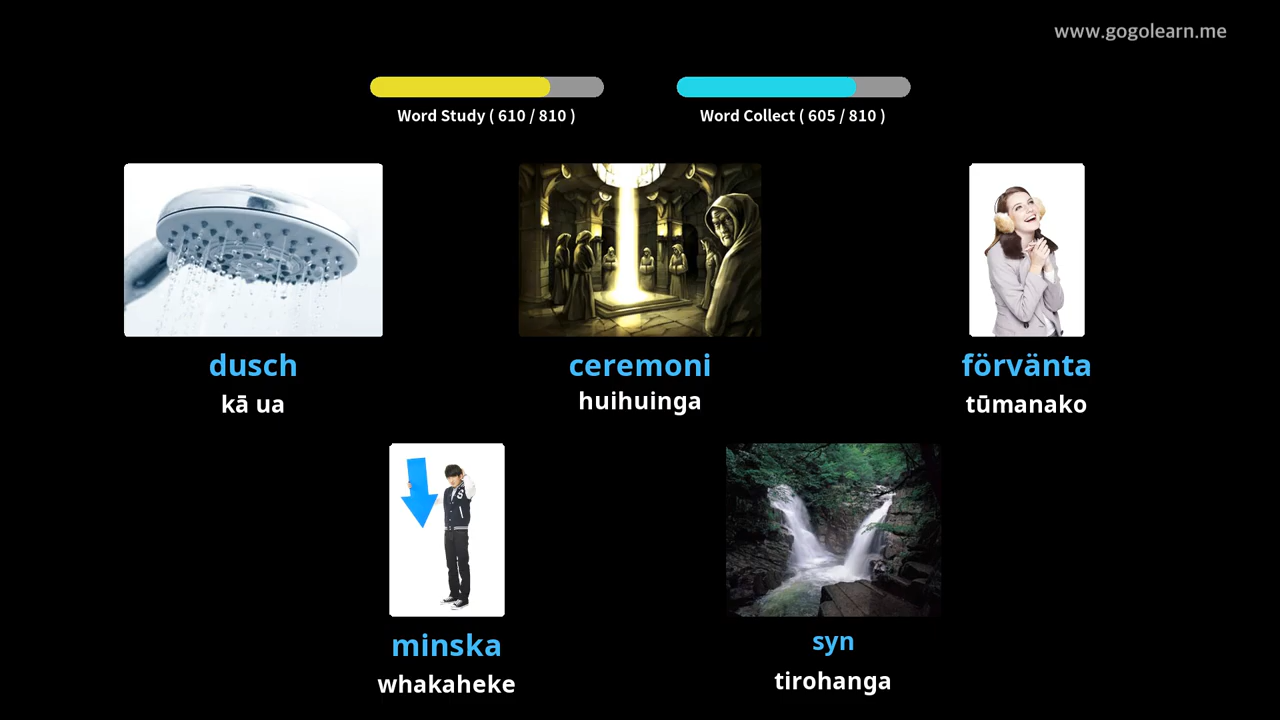 www.gogolearn.me
Word Study ( 610 / 810 )
Word Collect ( 605 / 810 )
dusch
kā ua
ceremoni
huihuinga
förvänta
tūmanako
minska
whakaheke
syn
tirohanga